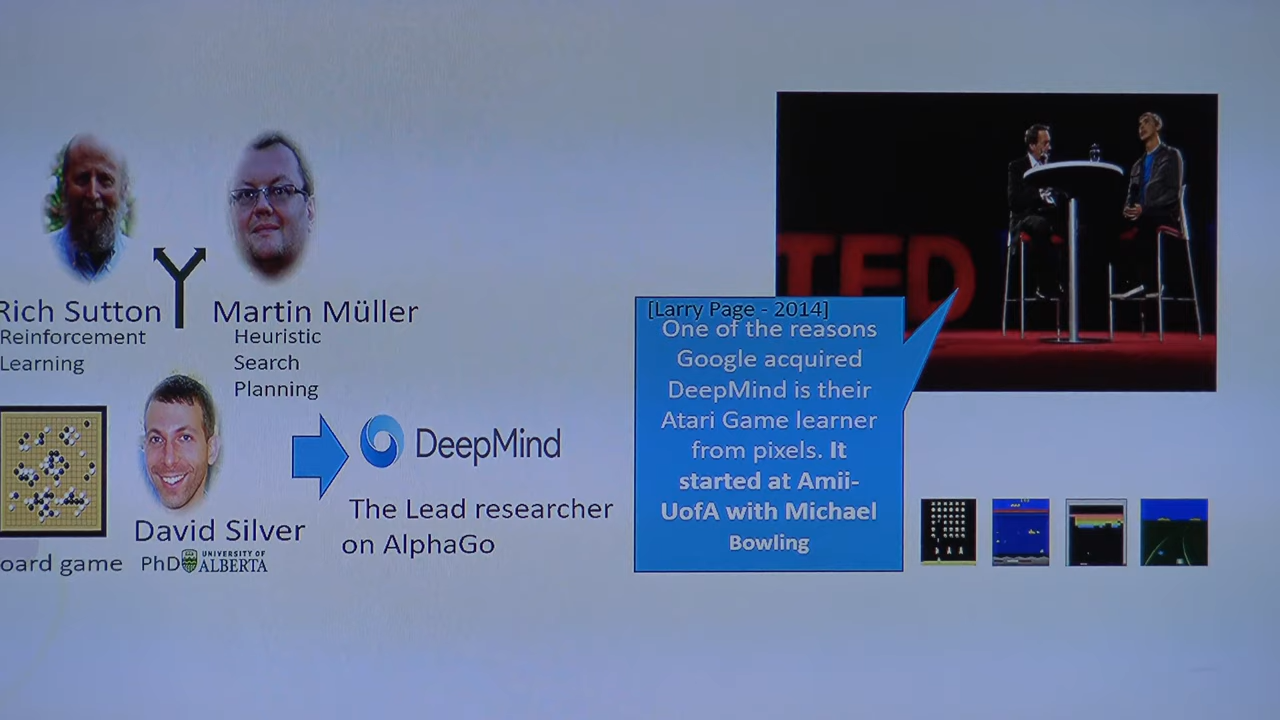 Rich Sutton
Reinforcement
Learning
Martin Müller
Heuristic
Search
Planning
David Silver
PhD UNIVERSITY OF
ALBERTA
oard game
DeepMind
The Lead researcher
on AlphaGo
TED
[Larry Page - 2014]
One of the reasons
Google acquired
DeepMind is their
Atari Game learner
from pixels. It
started at Amii-
UofA with Michael
Bowling